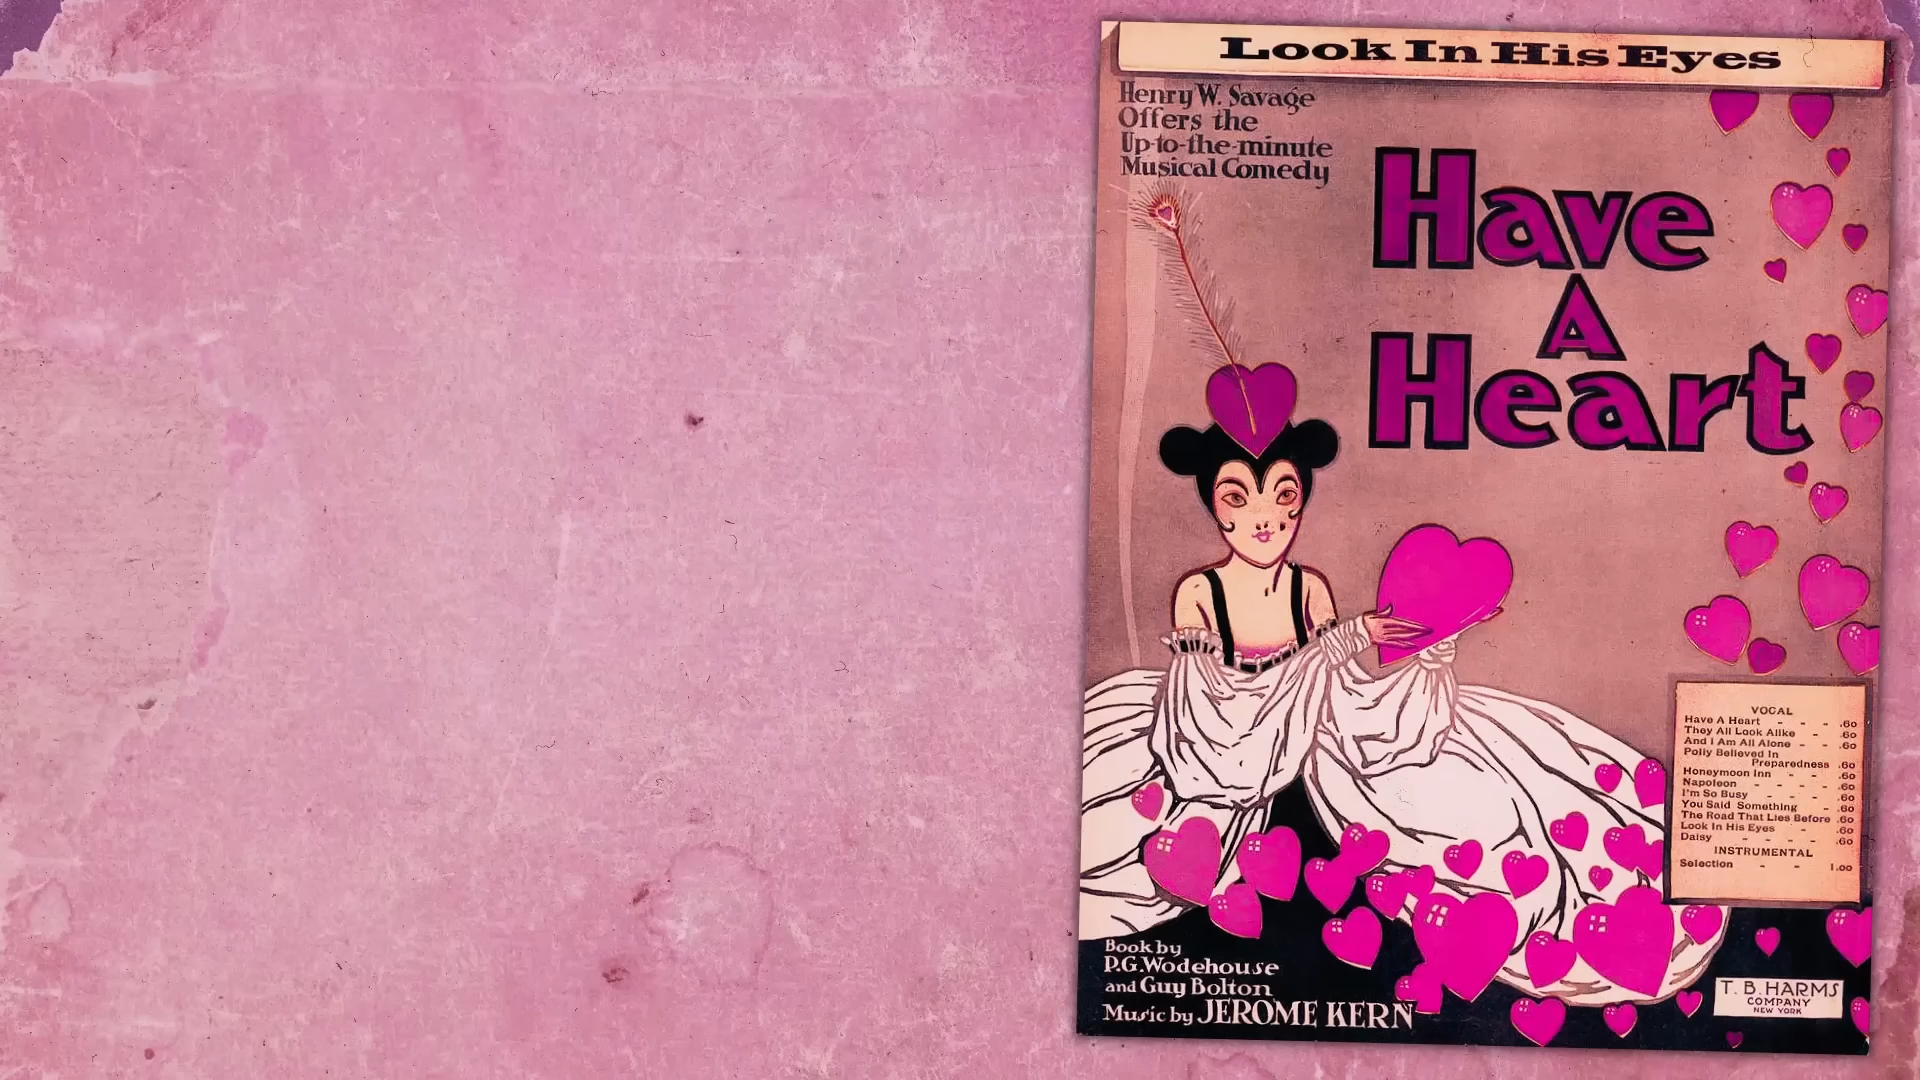 Look In His Eyes
Henry W. Savage
Offers the
Up-to-the-minute
Musical Comedy
Have
A
Heart
VOCAL
Have A Heart - - - .60
They All Look Alike - .60
And I Am All Alone - - .60
Polly Believed In
Preparedness .60
Honeymoon Inn - - .60
Napoleon - - - - .60
I'm So Busy - - - .60
You Said Something - .60
The Road That Lies Before .60
Look In His Eyes - .60
Daisy - - - - .60
INSTRUMENTAL
Selection - - 1.00
Book by
P.G. Wodehouse
and Guy Bolton
Music by JEROME KERN
T. B. HARMS
COMPANY
NEW YORK